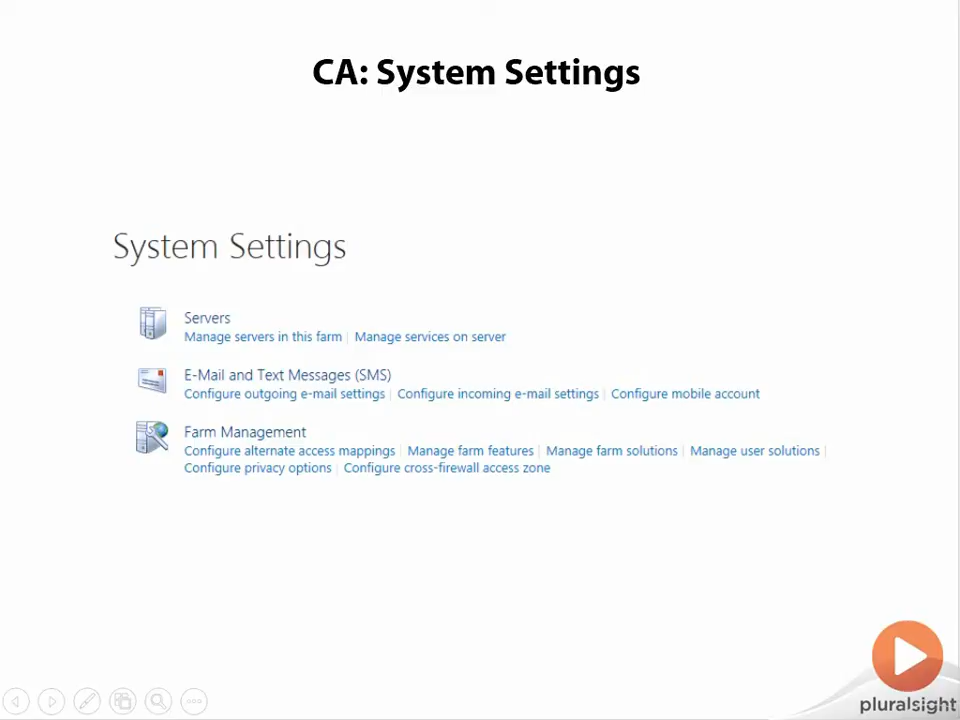 CA: System Settings
System Settings
Servers
Manage servers in this farm | Manage services on server
E-Mail and Text Messages (SMS)
Configure outgoing e-mail settings | Configure incoming e-mail settings | Configure mobile account
Farm Management
Configure alternate access mappings | Manage farm features | Manage farm solutions | Manage user solutions |
Configure privacy options | Configure cross-firewall access zone
pluralsight